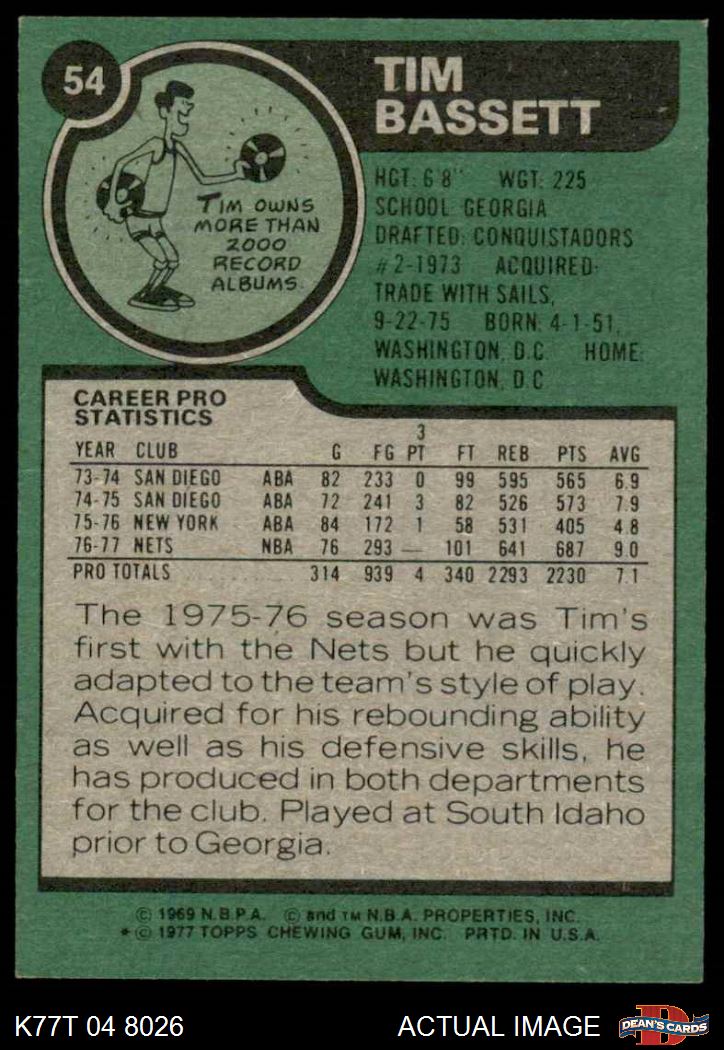 54
TIM
BASSETT
TIM OWNS
MORE THAN
2000
RECORD
ALBUMS.
HGT: 6'8" WGT: 225
SCHOOL: GEORGIA
DRAFTED: CONQUISTADORS
#2-1973 ACQUIRED:
TRADE WITH SAILS,
9-22-75 BORN: 4-1-51,
WASHINGTON, D.C. HOME:
WASHINGTON, D.C.
CAREER PRO
STATISTICS
YEAR CLUB G FG 3 PT FT REB PTS AVG
73-74 SAN DIEGO ABA 82 233 0 99 595 565 6.9
74-75 SAN DIEGO ABA 72 241 3 82 526 573 7.9
75-76 NEW YORK ABA 84 172 1 58 531 405 4.8
76-77 NETS NBA 76 293 — 101 641 687 9.0
PRO TOTALS 314 939 4 340 2293 2230 7.1
The 1975-76 season was Tim's
first with the Nets but he quickly
adapted to the team's style of play.
Acquired for his rebounding ability
as well as his defensive skills, he
has produced in both departments
for the club. Played at South Idaho
prior to Georgia.
© 1969 N.B.P.A. © and TM N.B.A. PROPERTIES, INC.
* © 1977 TOPPS CHEWING GUM, INC. PRTD. IN U.S.A.
K77T 04 8026 ACTUAL IMAGE
D
DEAN'S CARDS